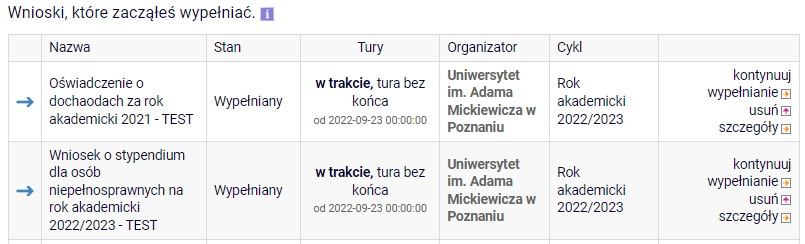 Wnioski, które zacząłeś wypełniać. i
Nazwa Stan Tury Organizator Cykl
Oświadczenie o
dochaodach za rok
akademicki 2021 - TEST
Wypełniany
w trakcie, tura bez
końca
od 2022-09-23 00:00:00
Uniwersytet
im. Adama
Mickiewicza w
Poznaniu
Rok
akademicki
2022/2023
kontynuuj
wypełnianie
usuń
szczegóły
Wniosek o stypendium
dla osób
niepełnosprawnych na
rok akademicki
2022/2023 - TEST
Wypełniany
w trakcie, tura bez
końca
od 2022-09-23 00:00:00
Uniwersytet
im. Adama
Mickiewicza w
Poznaniu
Rok
akademicki
2022/2023
kontynuuj
wypełnianie
usuń
szczegóły